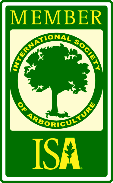 MEMBER
INTERNATIONAL SOCIETY
OF ARBORICULTURE
ISA